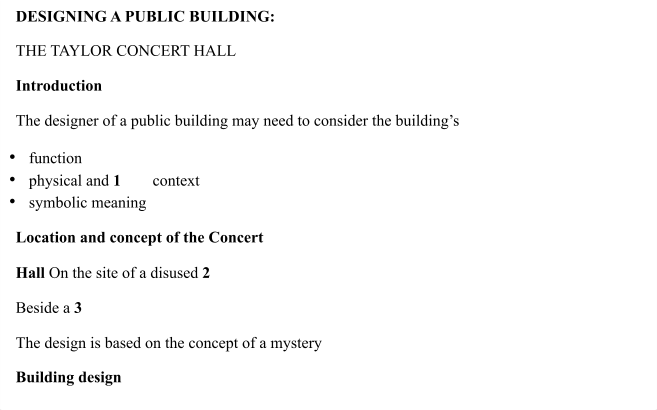 DESIGNING A PUBLIC BUILDING:
THE TAYLOR CONCERT HALL
Introduction
The designer of a public building may need to consider the building’s
• function
• physical and 1 context
• symbolic meaning
Location and concept of the Concert
Hall On the site of a disused 2
Beside a 3
The design is based on the concept of a mystery
Building design